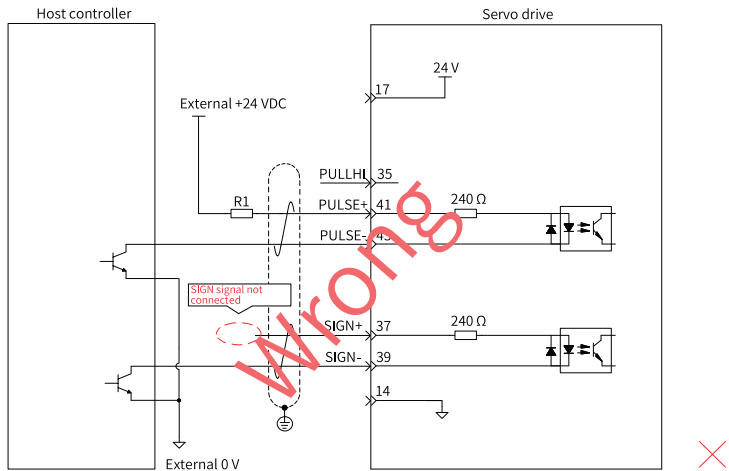 Host controller
Servo drive
24 V
17
External +24 VDC
PULLHI
35
R1
PULSE+
41
240 Ω
PULSE-
43
SIGN signal not
connected
SIGN+
37
240 Ω
SIGN-
39
14
External 0 V
Wrong